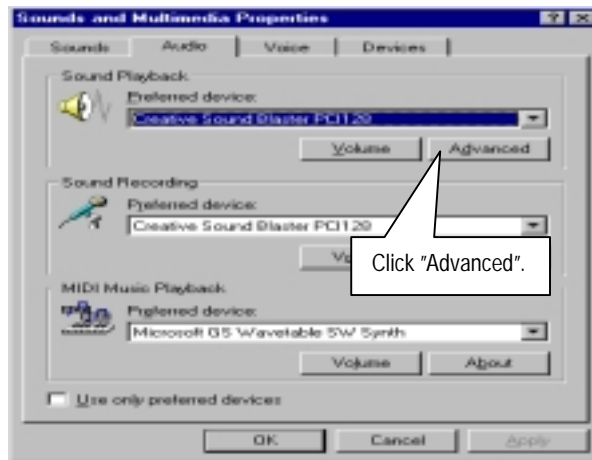 Sounds and Multimedia Properties
Sounds Audio Voice Devices
Sound Playback
Preferred device:
Creative Sound Blaster PCI128
Volume Advanced
Sound Recording
Preferred device:
Creative Sound Blaster PCI128
Click "Advanced".
MIDI Music Playback
Preferred device:
Microsoft GS Wavetable SW Synth
Volume About
Use only preferred devices
OK Cancel Apply